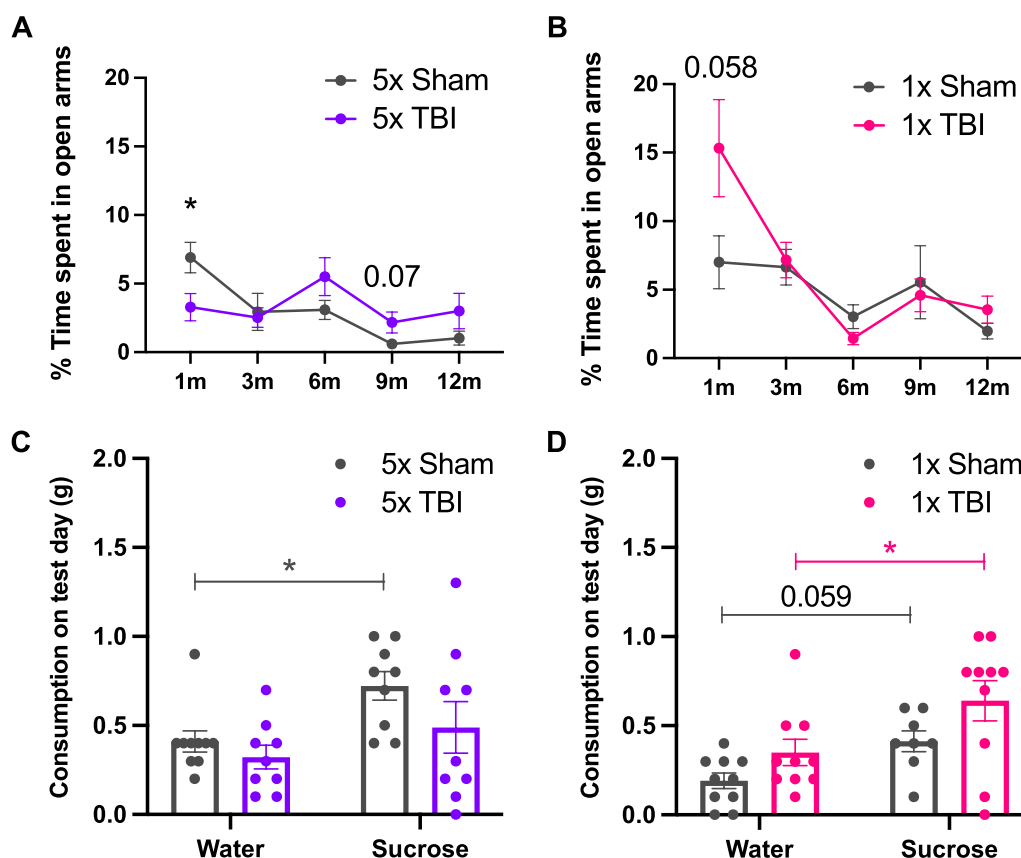 A
% Time spent in open arms
20
15
10
5
0
*
0.07
5x Sham
5x TBI
1m 3m 6m 9m 12m
B
% Time spent in open arms
20
15
10
5
0
0.058
1x Sham
1x TBI
1m 3m 6m 9m 12m
C
Consumption on test day (g)
2.0
1.5
1.0
0.5
0.0
5x Sham
5x TBI
*
Water Sucrose
D
Consumption on test day (g)
2.0
1.5
1.0
0.5
0.0
1x Sham
1x TBI
*
0.059
Water Sucrose